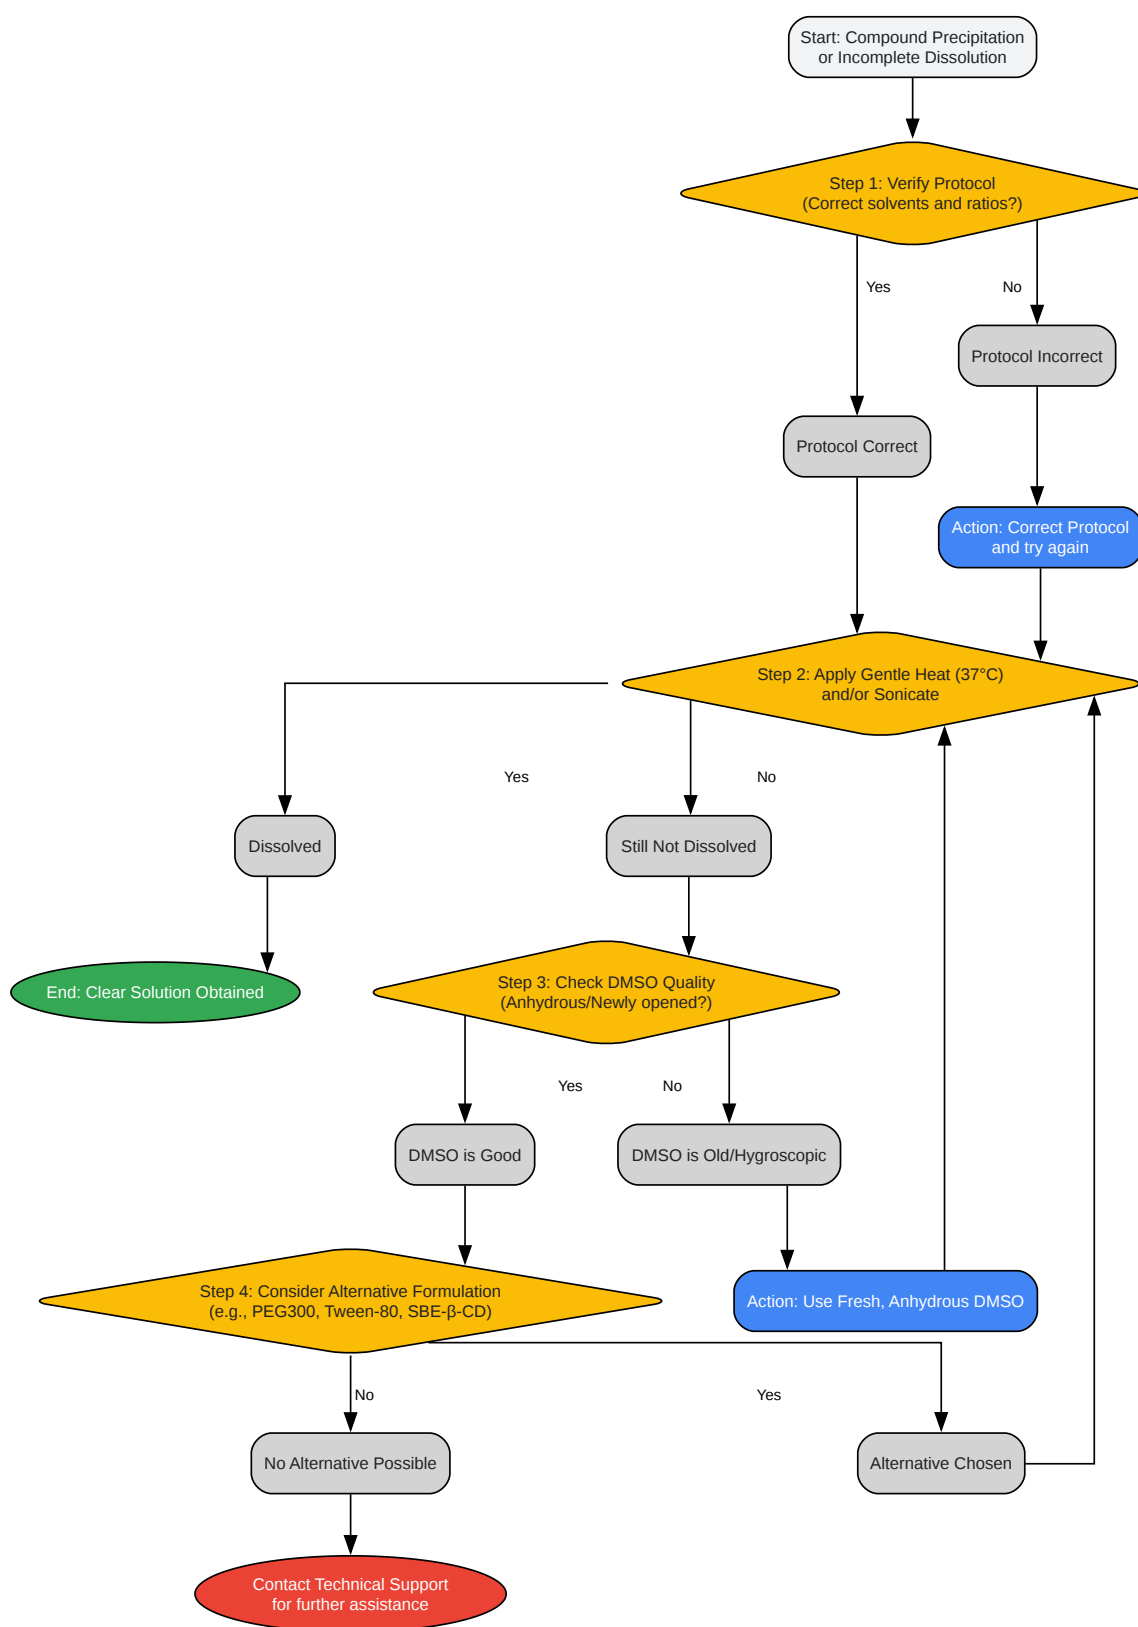 Start: Compound Precipitation
or Incomplete Dissolution
Step 1: Verify Protocol
(Correct solvents and ratios?)
Yes
No
Protocol Incorrect
Protocol Correct
Action: Correct Protocol
and try again
Step 2: Apply Gentle Heat (37°C)
and/or Sonicate
Yes
No
Dissolved
Still Not Dissolved
Step 3: Check DMSO Quality
(Anhydrous/Newly opened?)
End: Clear Solution Obtained
Yes
No
DMSO is Good
DMSO is Old/Hygroscopic
Step 4: Consider Alternative Formulation
(e.g., PEG300, Tween-80, SBE-β-CD)
Action: Use Fresh, Anhydrous DMSO
No
Yes
No Alternative Possible
Alternative Chosen
Contact Technical Support
for further assistance